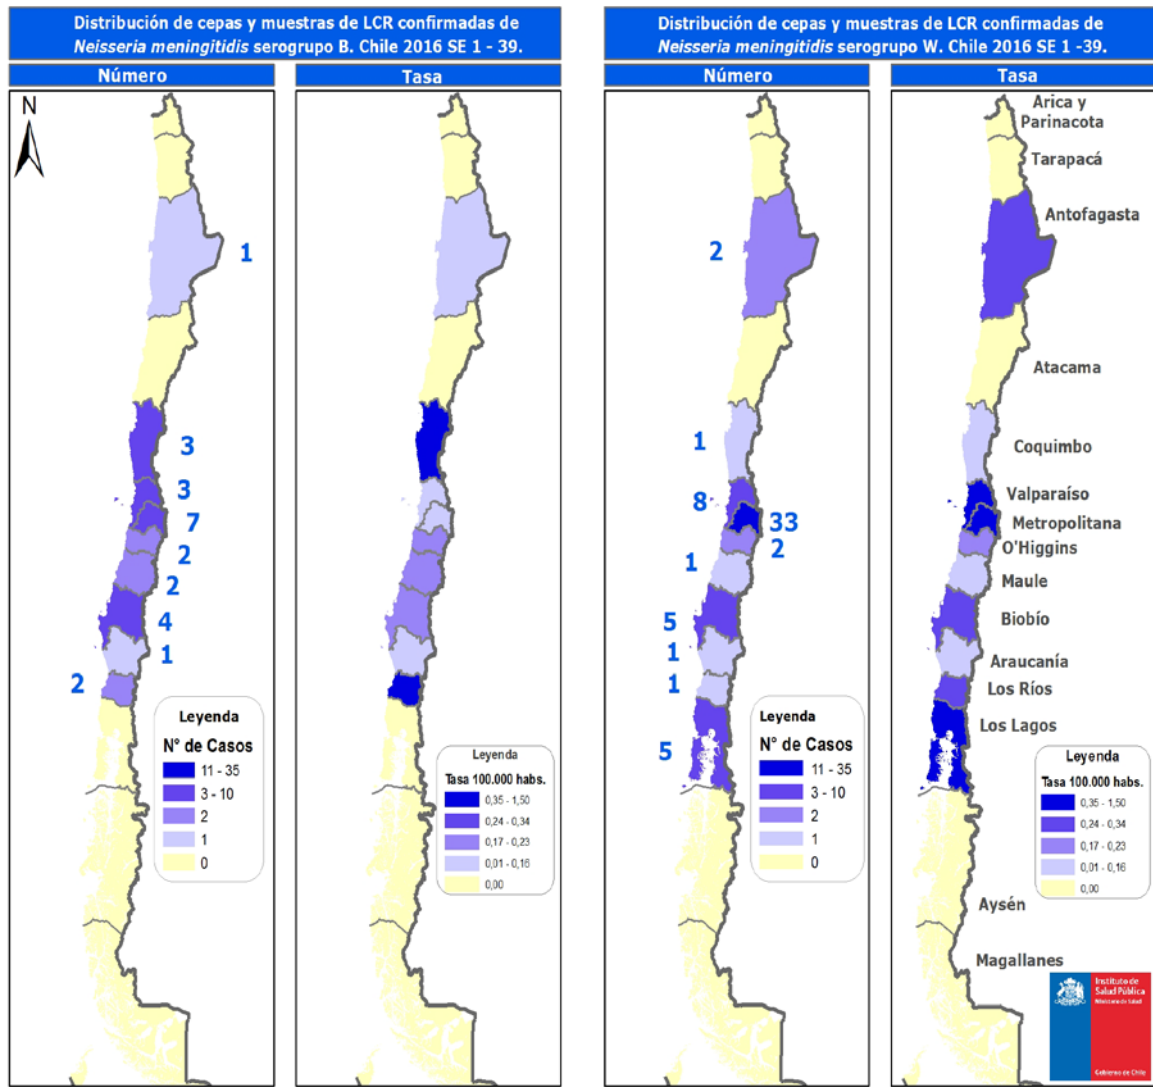 Distribución de cepas y muestras de LCR confirmadas de
Neisseria meningitidis serogrupo B. Chile 2016 SE 1 - 39.
Número
Tasa
N
1
3
3
7
2
2
4
1
2
Leyenda
N° de Casos
11 - 35
3 - 10
2
1
0
Leyenda
Tasa 100.000 habs.
0,35 - 1,50
0,24 - 0,34
0,17 - 0,23
0,01 - 0,16
0,00
Distribución de cepas y muestras de LCR confirmadas de
Neisseria meningitidis serogrupo W. Chile 2016 SE 1 -39.
Número
Tasa
2
1
8
33
2
1
5
1
1
5
Leyenda
N° de Casos
11 - 35
3 - 10
2
1
0
Arica y
Parinacota
Tarapacá
Antofagasta
Atacama
Coquimbo
Valparaíso
Metropolitana
O'Higgins
Maule
Biobío
Araucanía
Los Ríos
Los Lagos
Leyenda
Tasa 100.000 habs.
0,35 - 1,50
0,24 - 0,34
0,17 - 0,23
0,01 - 0,16
0,00
Aysén
Magallanes
Instituto de
Salud Pública
Ministerio de Salud
Gobierno de Chile